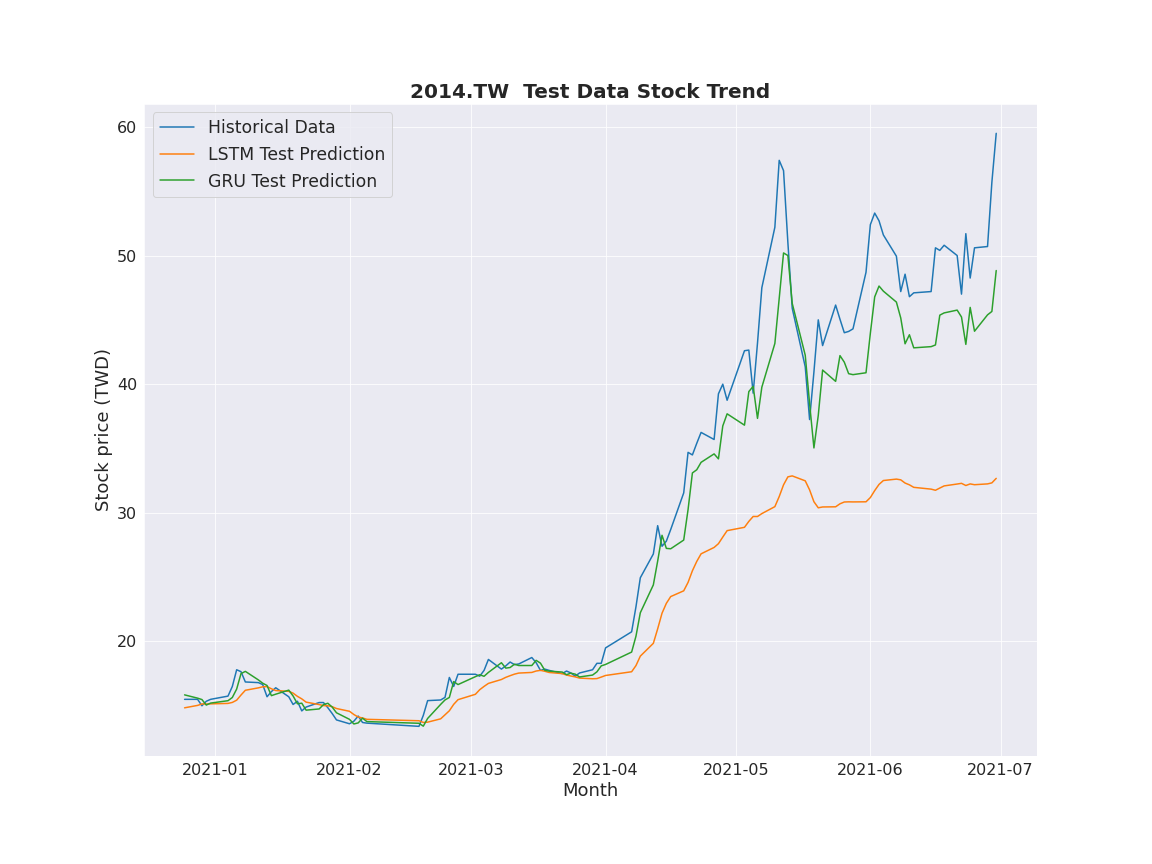 2014.TW  Test Data Stock Trend
Historical Data
LSTM Test Prediction
GRU Test Prediction
60
50
40
30
20
Stock price (TWD)
2021-01 2021-02 2021-03 2021-04 2021-05 2021-06 2021-07
Month